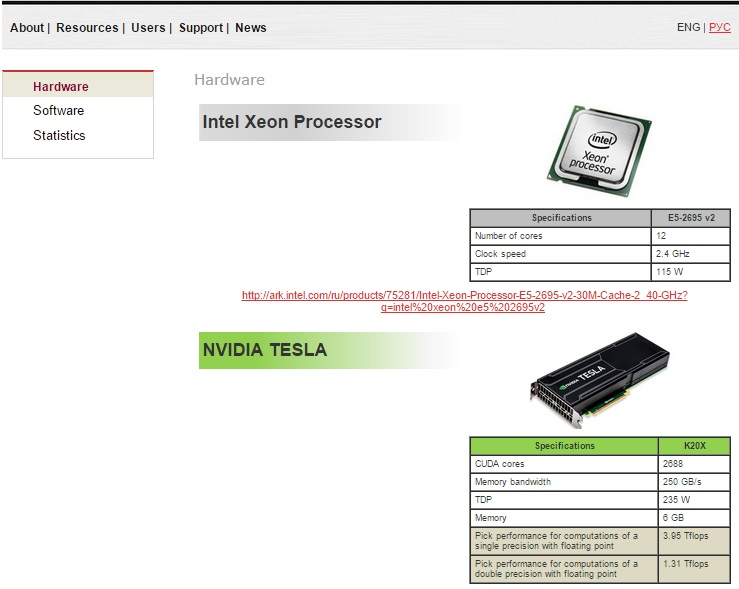 About | Resources | Users | Support | News
ENG | РУС
Hardware
Software
Statistics
Hardware
Intel Xeon Processor
intel
Xeon®
processor
Specifications E5-2695 v2
Number of cores 12
Clock speed 2.4 GHz
TDP 115 W
http://ark.intel.com/ru/products/75281/Intel-Xeon-Processor-E5-2695-v2-30M-Cache-2_40-GHz?
q=intel%20xeon%20e5%202695v2
NVIDIA TESLA
NVIDIA TESLA
Specifications K20X
CUDA cores 2688
Memory bandwidth 250 GB/s
TDP 235 W
Memory 6 GB
Pick performance for computations of a 3.95 Tflops
single precision with floating point
Pick performance for computations of a 1.31 Tflops
double precision with floating point